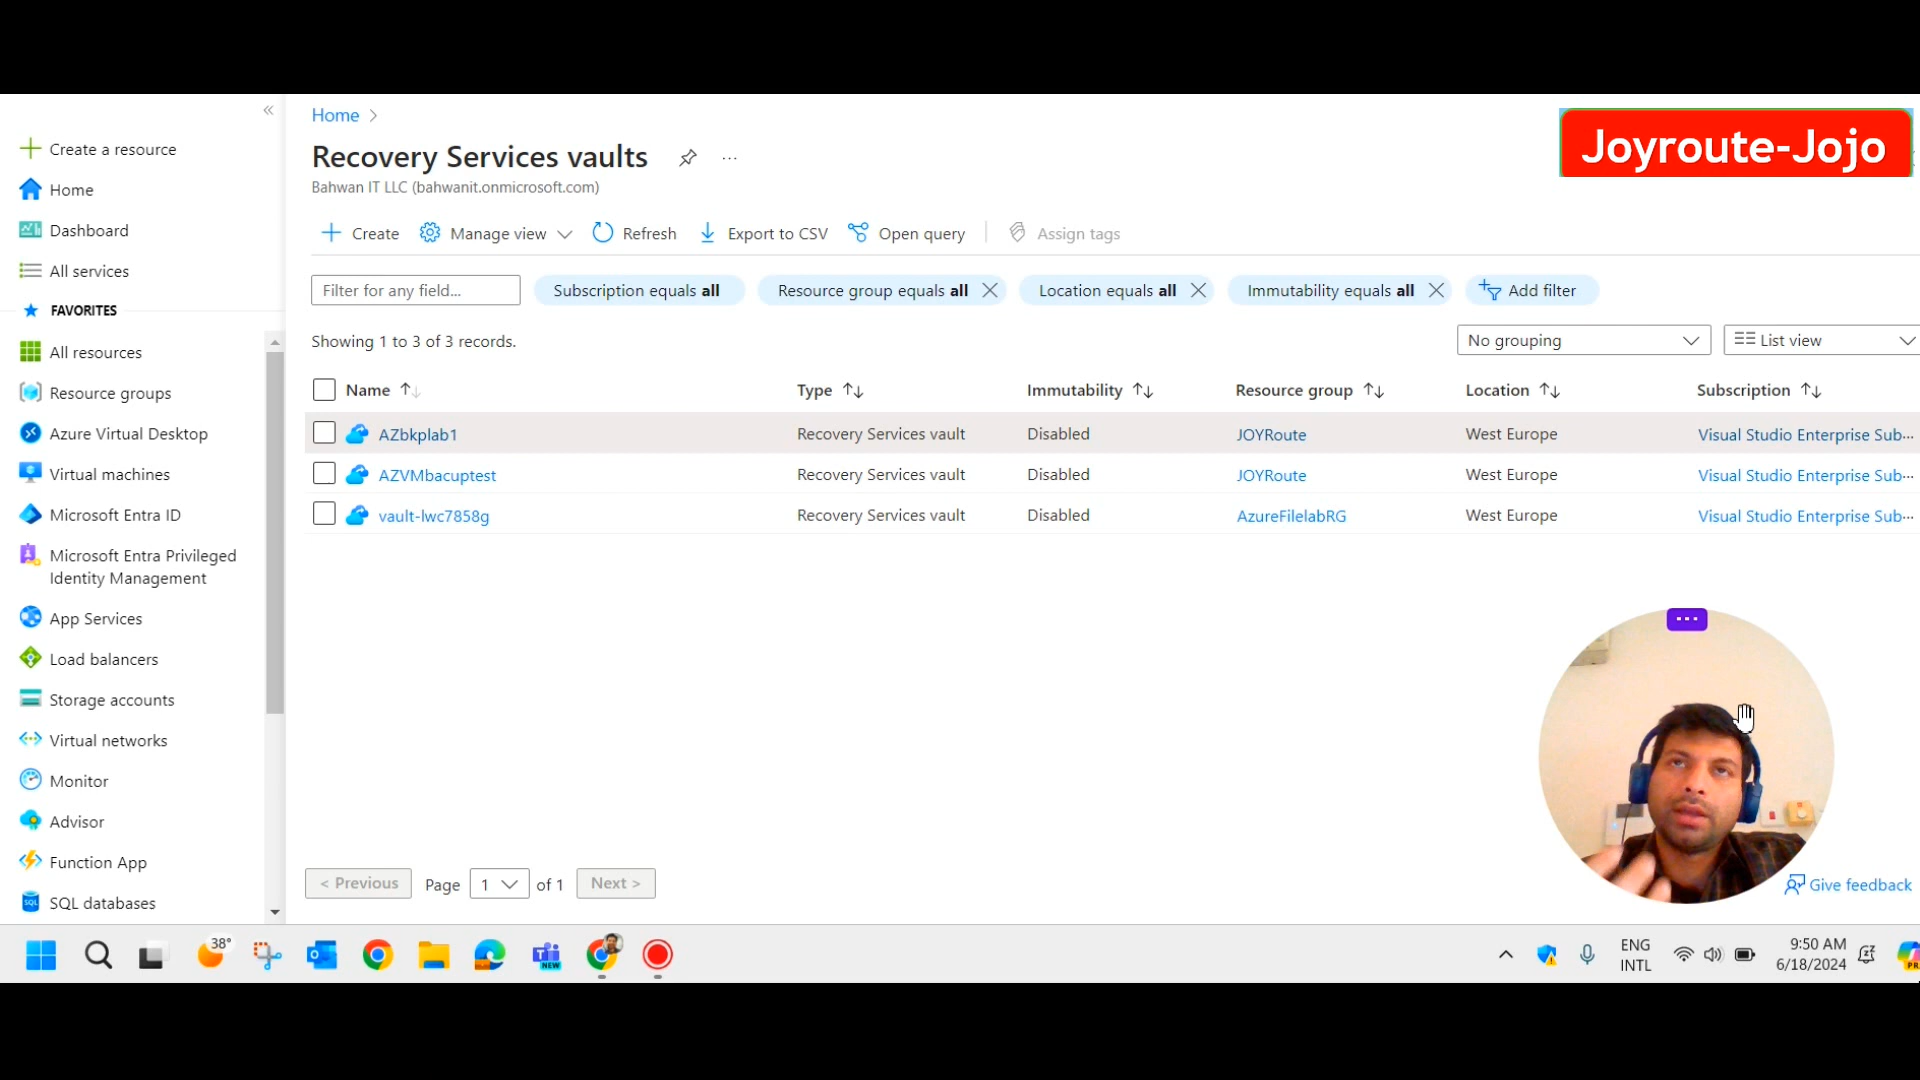 Home
Joyroute-Jojo
Recovery Services vaults
Bahwan IT LLC (bahwanit.onmicrosoft.com)
Create a resource
Home
Dashboard
All services
FAVORITES
All resources
Resource groups
Azure Virtual Desktop
Virtual machines
Microsoft Entra ID
Microsoft Entra Privileged
Identity Management
App Services
Load balancers
Storage accounts
Virtual networks
Monitor
Advisor
Function App
SQL databases
Create Manage view Refresh Export to CSV Open query Assign tags
Filter for any field... Subscription equals all Resource group equals all Location equals all Immutability equals all Add filter
Showing 1 to 3 of 3 records. No grouping List view
Name Type Immutability Resource group Location Subscription
AZbkplab1 Recovery Services vault Disabled JOYRoute West Europe Visual Studio Enterprise Sub...
AZVMbacuptest Recovery Services vault Disabled JOYRoute West Europe Visual Studio Enterprise Sub...
vault-lwc7858g Recovery Services vault Disabled AzureFilelabRG West Europe Visual Studio Enterprise Sub...
< Previous Page 1 of 1 Next >
Give feedback
38°
NEW
ENG
INTL
9:50 AM
6/18/2024